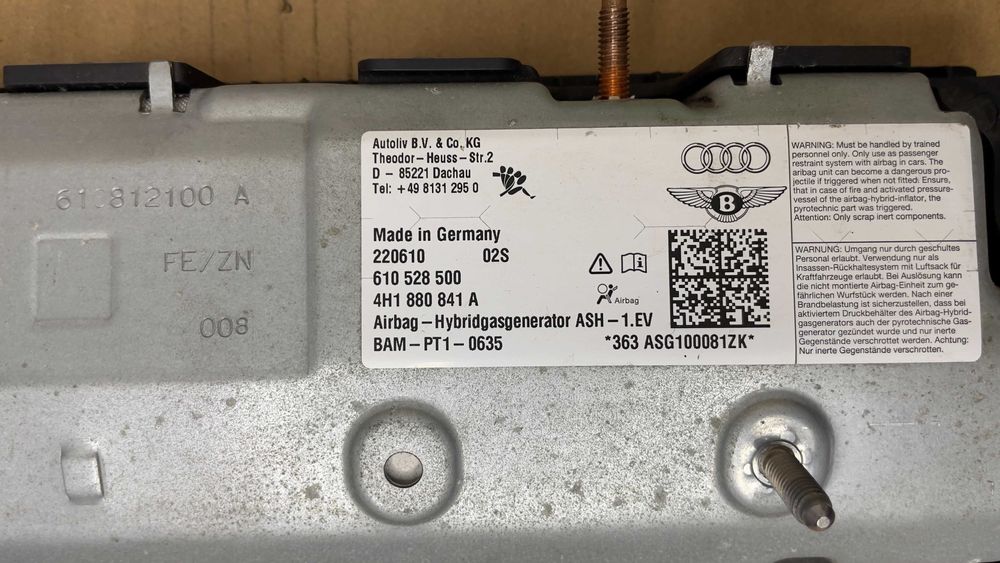 Autoliv B.V. & Co. KG
Theodor-Heuss-Str.2
D - 85221 Dachau
Tel: +49 8131 295 0
Made in Germany
220610 02S
610 528 500
4H1 880 841 A
Airbag-Hybridgasgenerator ASH-1.EV
BAM-PT1-0635
*363 ASG100081ZK*
B
Airbag
WARNING: Must be handled by trained
personnel only. Only use as passenger
restraint system with airbag in cars. The
airbag unit can become a dangerous pro-
jectile if triggered when not fitted. Ensure,
that in case of fire and activated pressure-
vessel of the airbag-hybrid-inflator, the
pyrotechnic part was triggered.
Attention: Only scrap inert components.
WARNUNG: Umgang nur durch geschultes
Personal erlaubt. Verwendung nur als
Insassen-Rückhaltesystem mit Luftsack für
Kraftfahrzeuge erlaubt. Bei Auslösung kann
die nicht montierte Airbag-Einheit zum ge-
fährlichen Wurfstück werden. Nach einer
Brandbelastung ist sicherzustellen, dass bei
aktiviertem Druckbehälter des Airbag-Hybrid-
gasgenerators auch der pyrotechnische Gas-
generator gezündet wurde und nur inerte
Gegenstände verschrottet werden. Achtung:
Nur inerte Gegenstände verschrotten.
A
FE/ZN
008